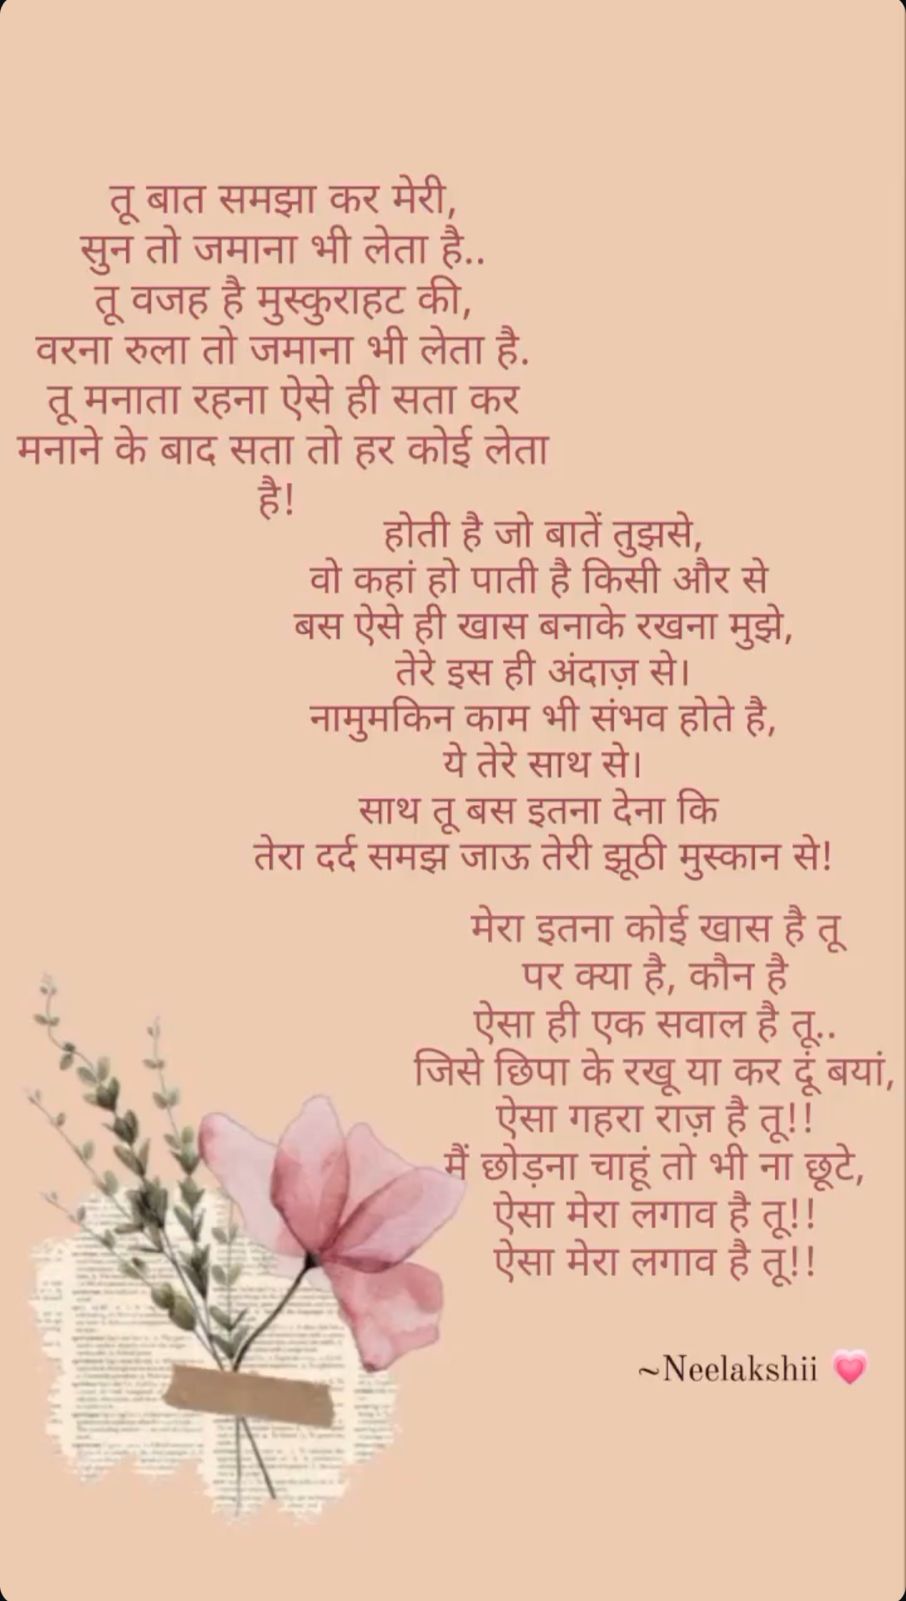 तू बात समझा कर मेरी,
सुन तो जमाना भी लेता है..
तू वजह है मुस्कुराहट की,
वरना रुला तो जमाना भी लेता है.
तू मनाता रहना ऐसे ही सता कर
मनाने के बाद सता तो हर कोई लेता
है!
होती है जो बातें तुझसे,
वो कहां हो पाती है किसी और से
बस ऐसे ही खास बनाके रखना मुझे,
तेरे इस ही अंदाज़ से।
नामुमकिन काम भी संभव होते है,
ये तेरे साथ से।
साथ तू बस इतना देना कि
तेरा दर्द समझ जाऊ तेरी झूठी मुस्कान से!
मेरा इतना कोई खास है तू
पर क्या है, कौन है
ऐसा ही एक सवाल है तू..
जिसे छिपा के रखू या कर दूं बयां,
ऐसा गहरा राज़ है तू!!
मैं छोड़ना चाहूं तो भी ना छूटे,
ऐसा मेरा लगाव है तू!!
ऐसा मेरा लगाव है तू!!
~Neelakshii 💗